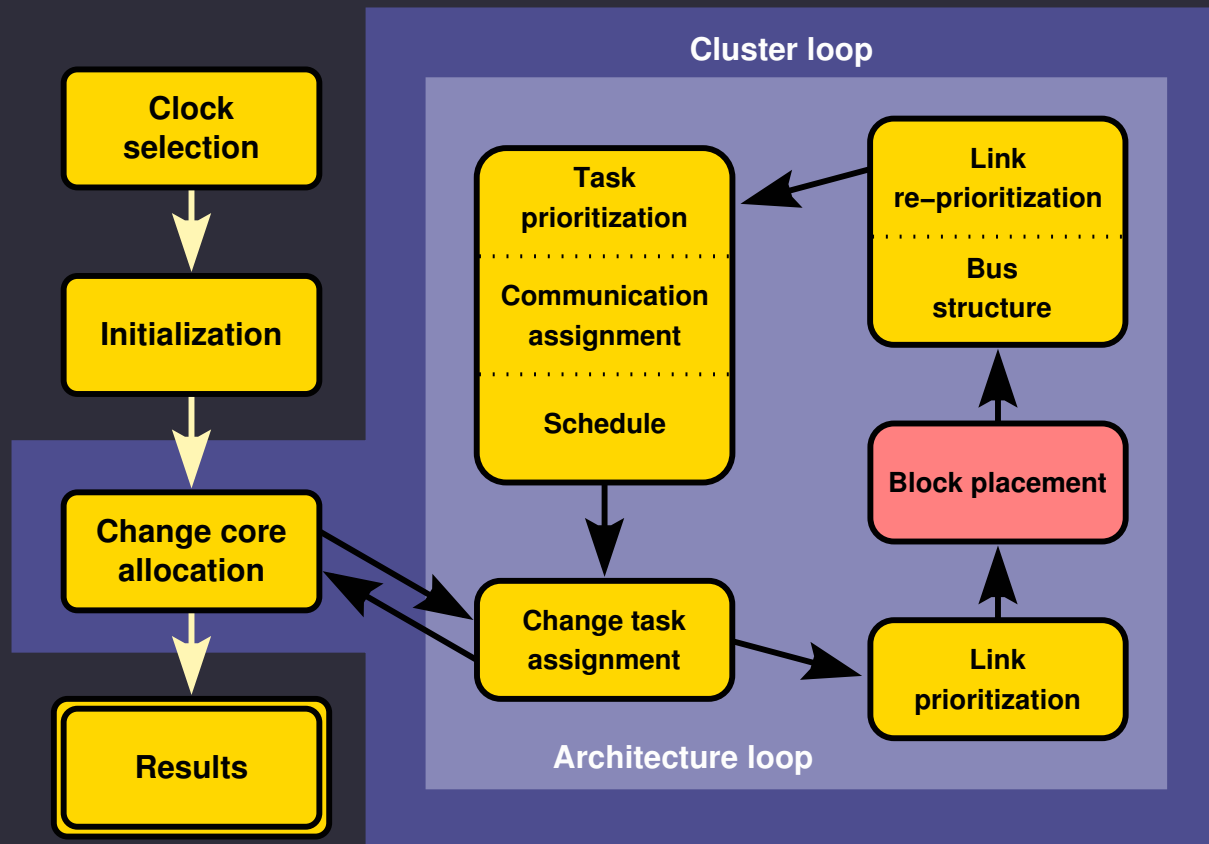 Cluster loop
Clock
selection
Initialization
Change core
allocation
Results
Task
prioritization
Communication
assignment
Schedule
Change task
assignment
Link
re−prioritization
Bus
structure
Block placement
Link
prioritization
Architecture loop